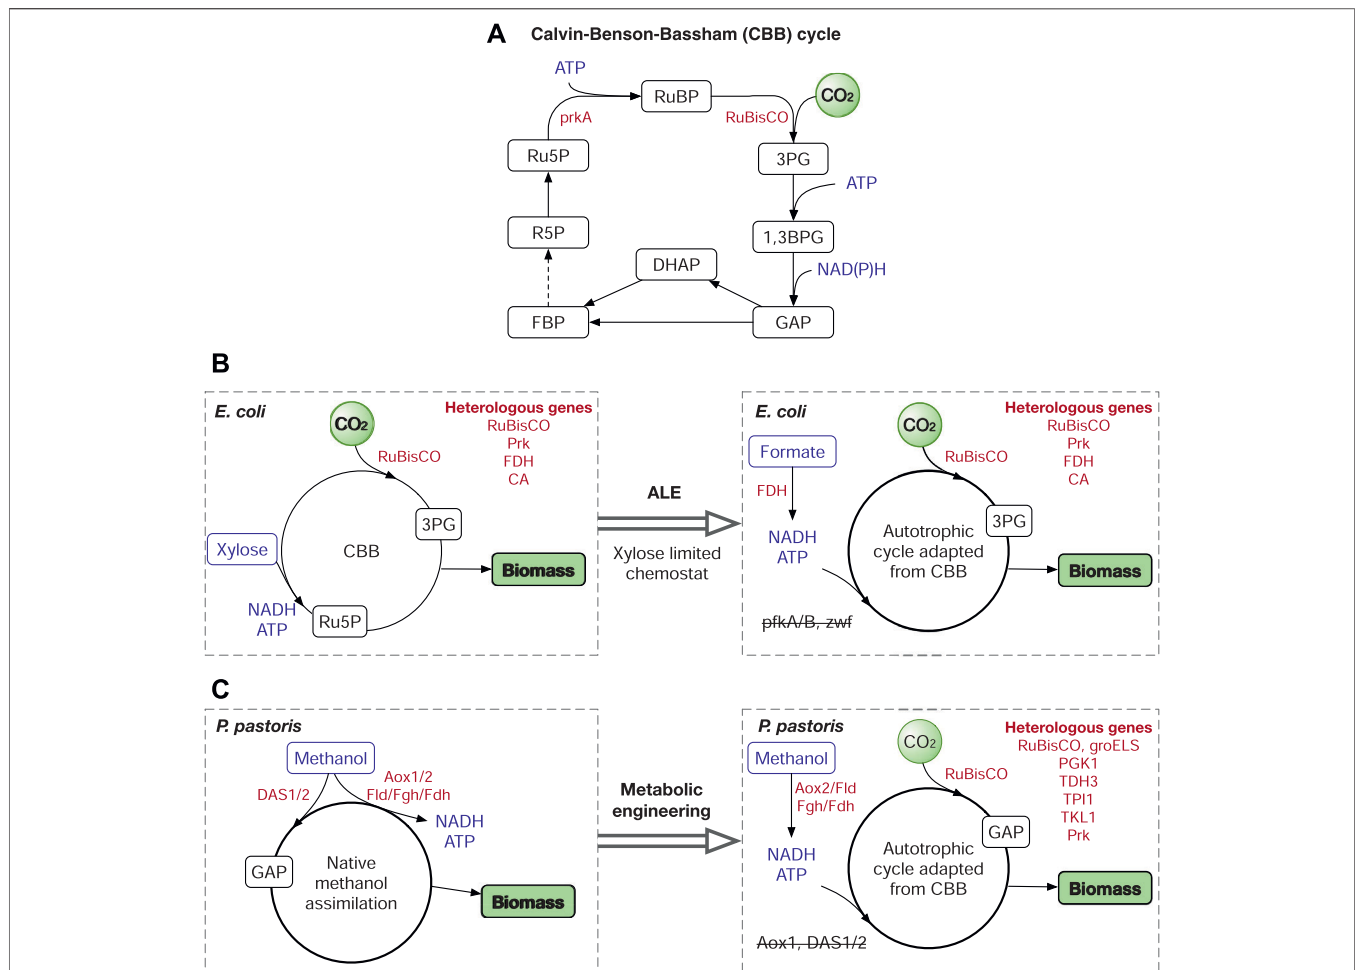 A Calvin-Benson-Bassham (CBB) cycle
ATP
RuBP
CO2
prkA
RuBisCO
Ru5P
3PG
ATP
R5P
1,3BPG
DHAP
NAD(P)H
FBP
GAP
B
E. coli
CO2
Heterologous genes
RuBisCO
Prk
FDH
CA
RuBisCO
3PG
Xylose
CBB
Biomass
NADH
ATP
Ru5P
ALE
Xylose limited
chemostat
E. coli
CO2
Heterologous genes
RuBisCO
Prk
FDH
CA
Formate
RuBisCO
FDH
3PG
NADH
ATP
Autotrophic
cycle adapted
from CBB
Biomass
pfkA/B, zwf
C
P. pastoris
Methanol
DAS1/2
Aox1/2
Fld/Fgh/Fdh
NADH
ATP
GAP
Native
methanol
assimilation
Biomass
Metabolic
engineering
P. pastoris
CO2
Heterologous genes
RuBisCO, groELS
PGK1
TDH3
TPI1
TKL1
Prk
Methanol
RuBisCO
Aox2/Fld
Fgh/Fdh
GAP
NADH
ATP
Autotrophic
cycle adapted
from CBB
Biomass
Aox1, DAS1/2